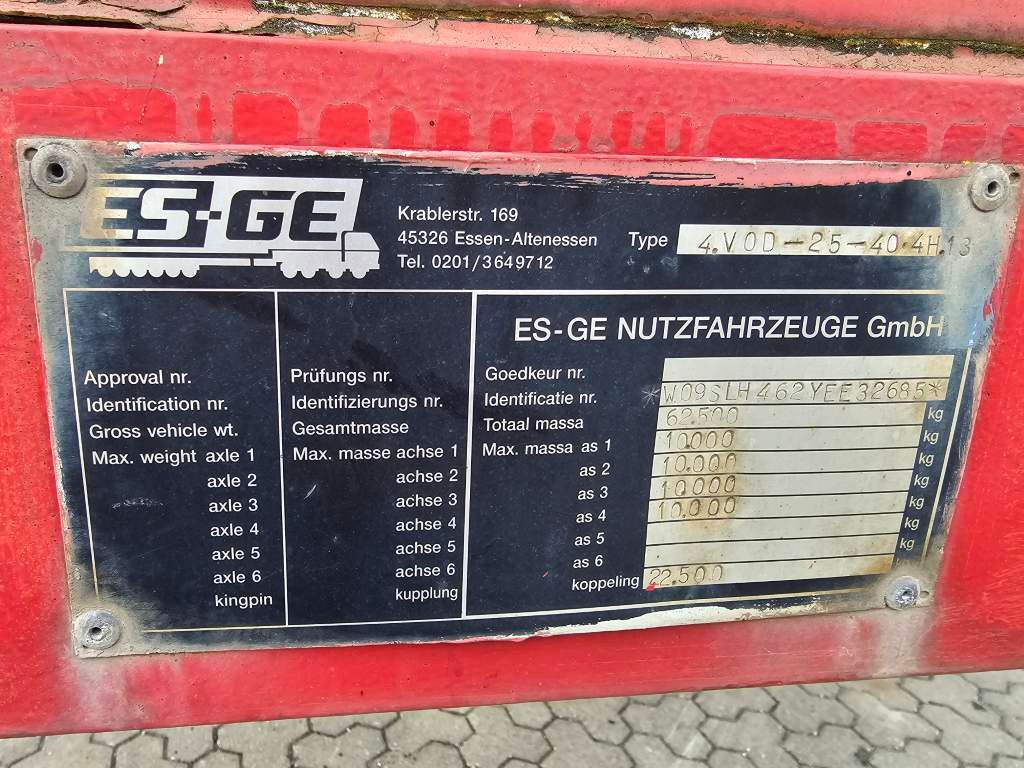 ES-GE
Krablerstr. 169
45326 Essen-Altenessen
Tel. 0201/3649712
Type 4.VOD-25-40.4H.13
ES-GE NUTZFAHRZEUGE GmbH
Approval nr. Prüfungs nr. Goedkeur nr.
Identification nr. Identifizierungs nr. Identificatie nr. *W09SLH462YEE32685*
Gross vehicle wt. Gesamtmasse Totaal massa 62.500 kg
Max. weight axle 1 Max. masse achse 1 Max. massa as 1 10.000 kg
axle 2 achse 2 as 2 10.000 kg
axle 3 achse 3 as 3 10.000 kg
axle 4 achse 4 as 4 10.000 kg
axle 5 achse 5 as 5 kg
axle 6 achse 6 as 6 kg
kingpin kupplung koppeling 22.500